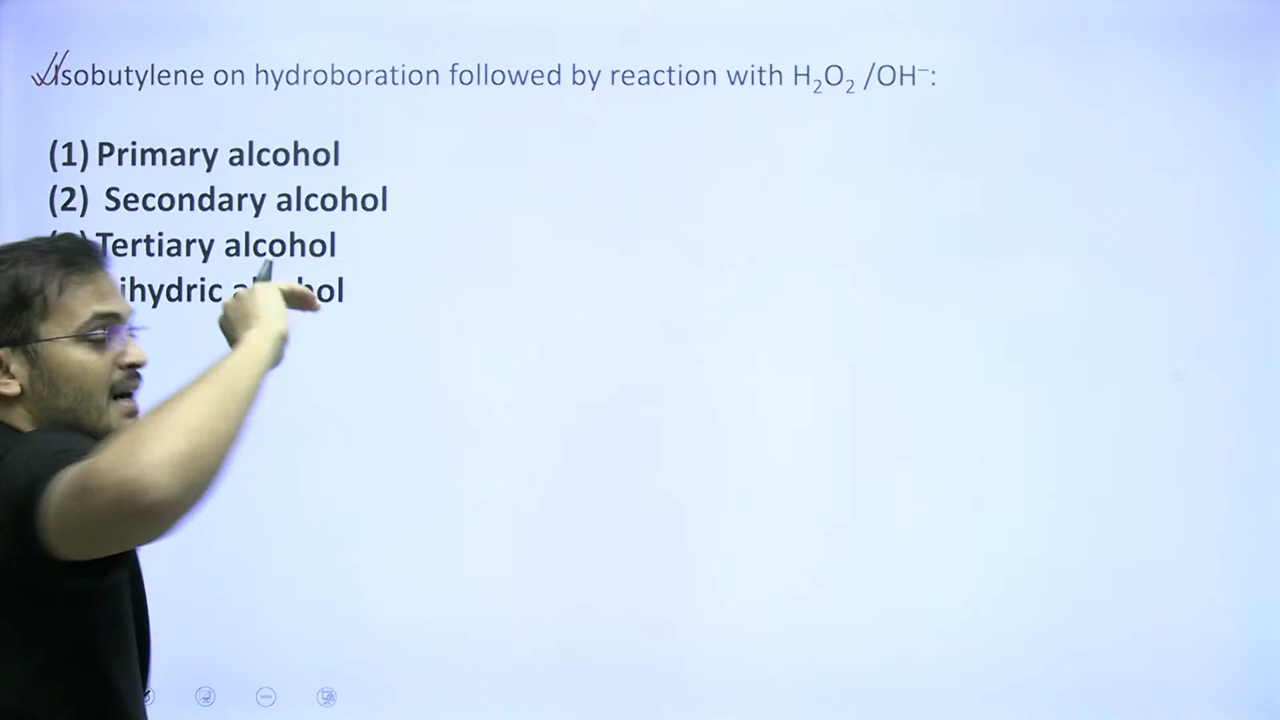 Isobutylene on hydroboration followed by reaction with H₂O₂ /OH⁻:
(1) Primary alcohol
(2) Secondary alcohol
Tertiary alcohol